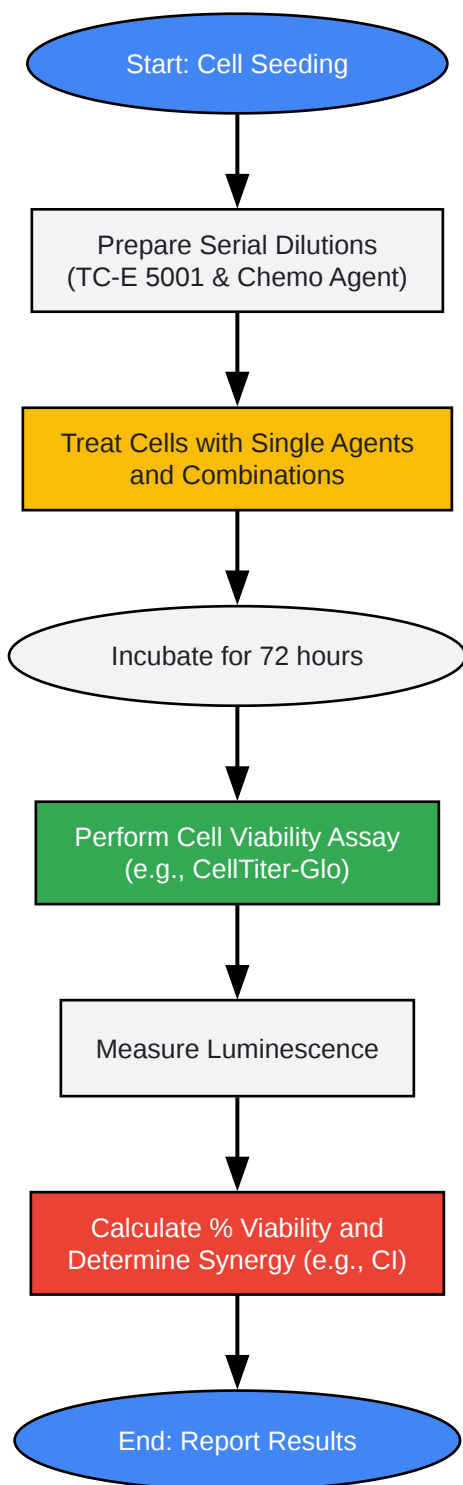 Start: Cell Seeding
Prepare Serial Dilutions
(TC-E 5001 & Chemo Agent)
Treat Cells with Single Agents
and Combinations
Incubate for 72 hours
Perform Cell Viability Assay
(e.g., CellTiter-Glo)
Measure Luminescence
Calculate % Viability and
Determine Synergy (e.g., CI)
End: Report Results